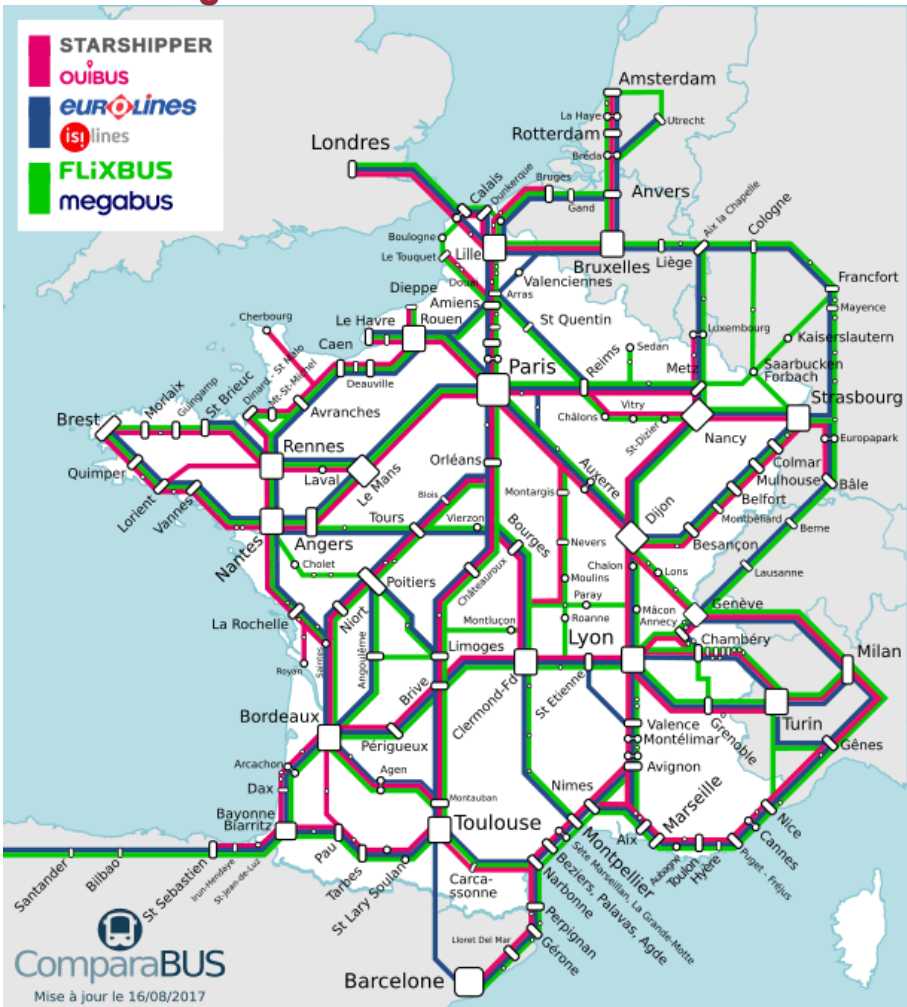 STARSHIPPER
OUiBUS
euROlines
isilines
FLiXBUS
megabus
Amsterdam
La Haye
Utrecht
Rotterdam
Londres
Bréda
Calais
Dunkerque
Bruges
Anvers
Gand
Aix la Chapelle
Cologne
Boulogne
Lille
Le Touquet
Bruxelles
Liège
Francfort
Douai
Valenciennes
Dieppe
Amiens
Arras
Mayence
Cherbourg
Le Havre
Rouen
St Quentin
Luxembourg
Kaiserslautern
Caen
Sedan
Reims
Metz
Saarbucken
Forbach
Dinard - St Malo
Mt-St-Michel
Deauville
Paris
Strasbourg
Morlaix
Guingamp
St Brieuc
Avranches
Vitry
Châlons
St-Dizier
Nancy
Brest
Rennes
Europapark
Quimper
Laval
Le Mans
Orléans
Auxerre
Colmar
Mulhouse
Bâle
Lorient
Vannes
Blois
Montargis
Belfort
Montbéliard
Berne
Tours
Vierzon
Bourges
Dijon
Nantes
Angers
Nevers
Besançon
Cholet
Poitiers
Châteauroux
Moulins
Chalon
Lons
Lausanne
Paray
Mâcon
Genève
La Rochelle
Niort
Montluçon
Roanne
Annecy
Chambéry
Limoges
Lyon
Milan
Royan
Saintes
Angoulême
Brive
Clermond-Fd
St Etienne
Bordeaux
Périgueux
Grenoble
Turin
Valence
Montélimar
Gênes
Arcachon
Agen
Avignon
Dax
Montauban
Nimes
Marseille
Nice
Bayonne
Biarritz
Toulouse
Montpellier
Aix
Cannes
Pau
Sète Marseillan, La Grande-Motte
Aubagne
Toulon
Hyère
Puget - Fréjus
Santander
Bilbao
St Sebastien
Irun-Hendaye
St-Jean-de-Luz
Tarbes
St Lary Soulan
Carca-
ssonne
Beziers, Palavas, Agde
Narbonne
Perpignan
Lloret Del Mar
Gérone
Barcelone
ComparaBUS
Mise à jour le 16/08/2017